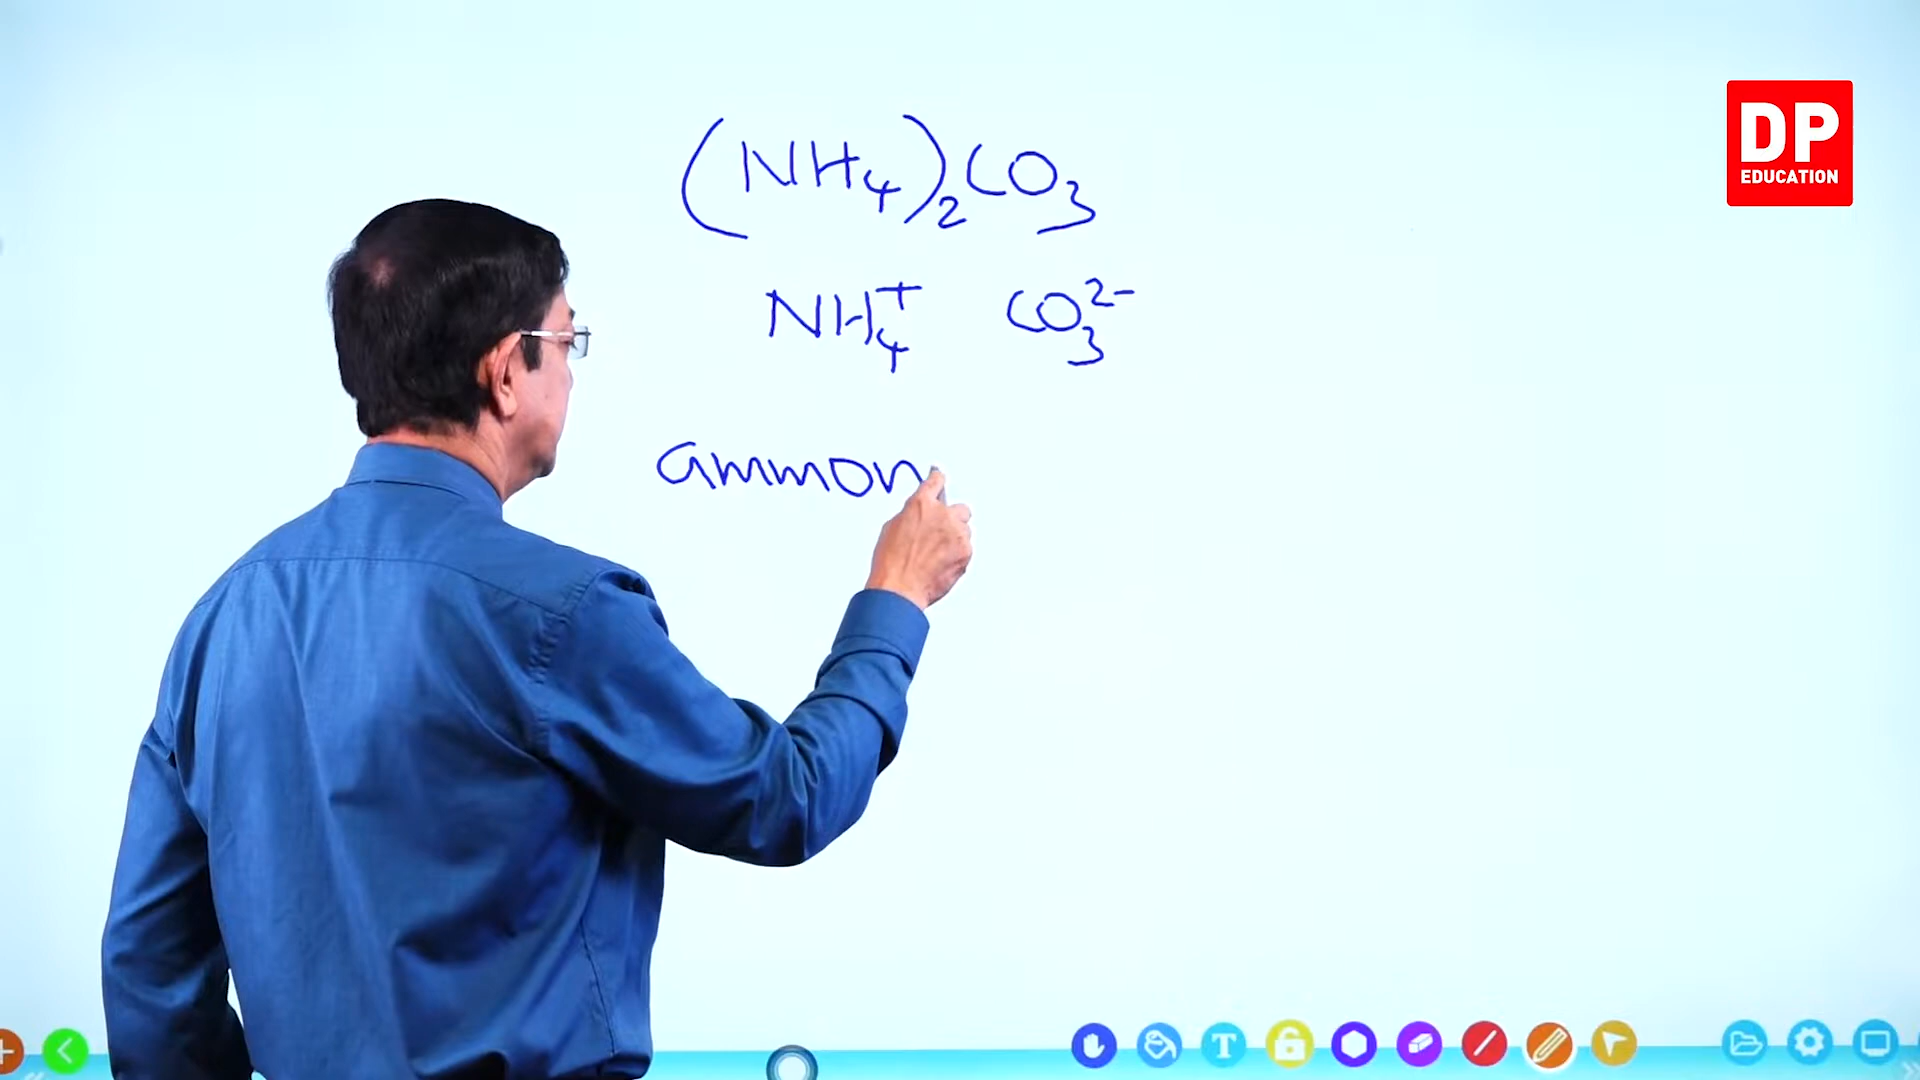 (NH₄)₂CO₃
NH₄⁺ CO₃²⁻
ammon
DP
EDUCATION
T